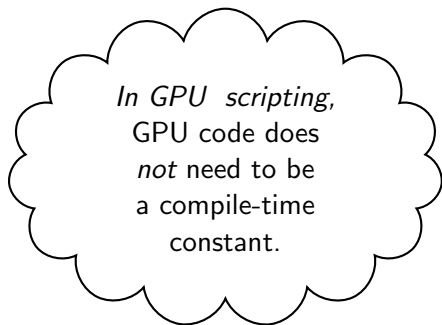 In GPU scripting,
GPU code does
not need to be
a compile-time
constant.